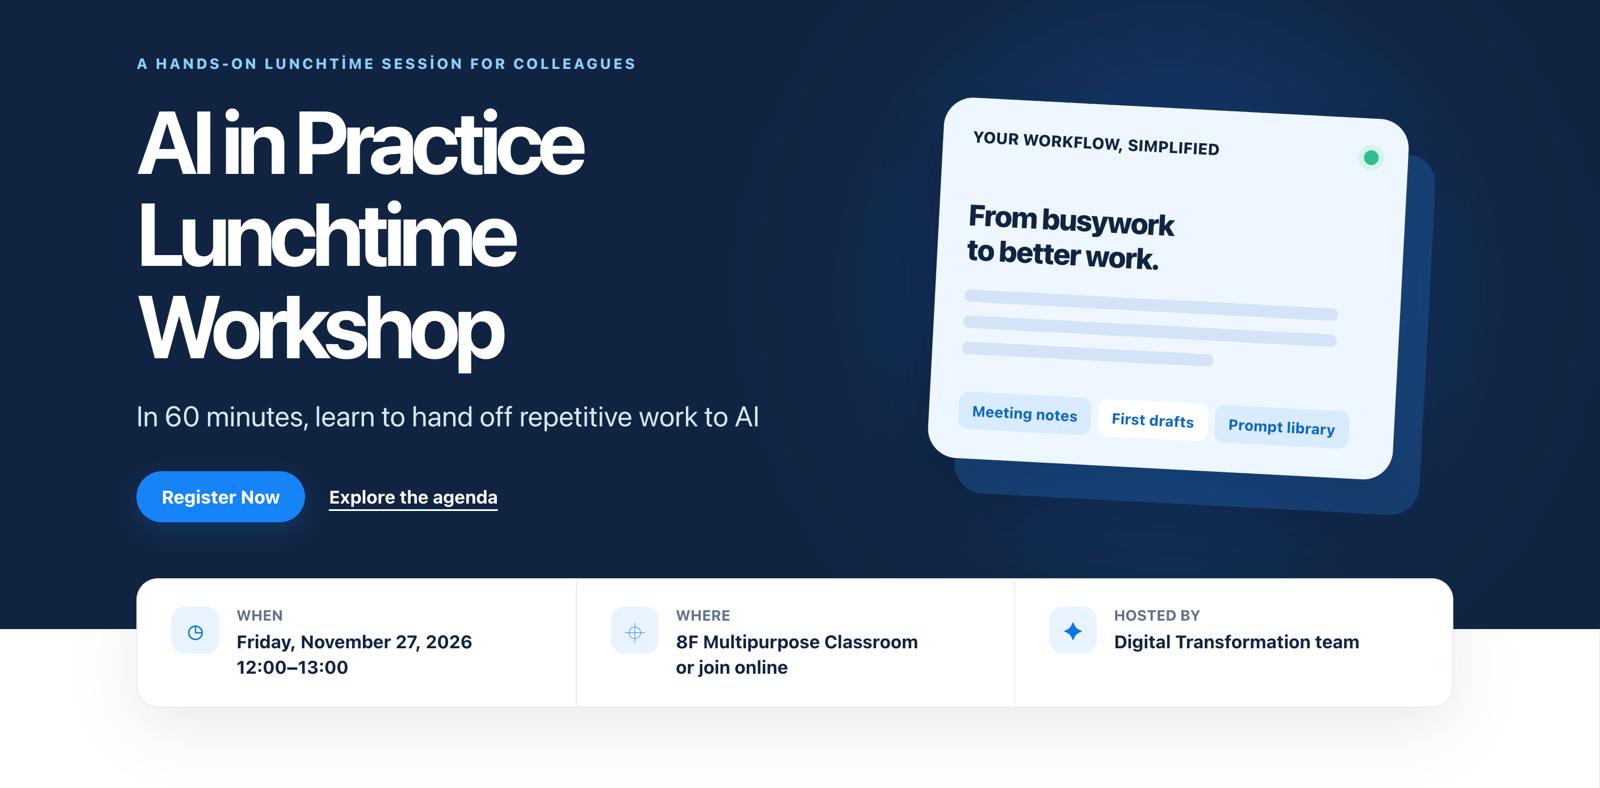 A HANDS-ON LUNCHTİME SESSİON FOR COLLEAGUES
AI in Practice
Lunchtime
Workshop
In 60 minutes, learn to hand off repetitive work to AI
Register Now
Explore the agenda
YOUR WORKFLOW, SIMPLIFIED
From busywork
to better work.
Meeting notes
First drafts
Prompt library
WHEN
Friday, November 27, 2026
12:00–13:00
WHERE
8F Multipurpose Classroom
or join online
HOSTED BY
Digital Transformation team